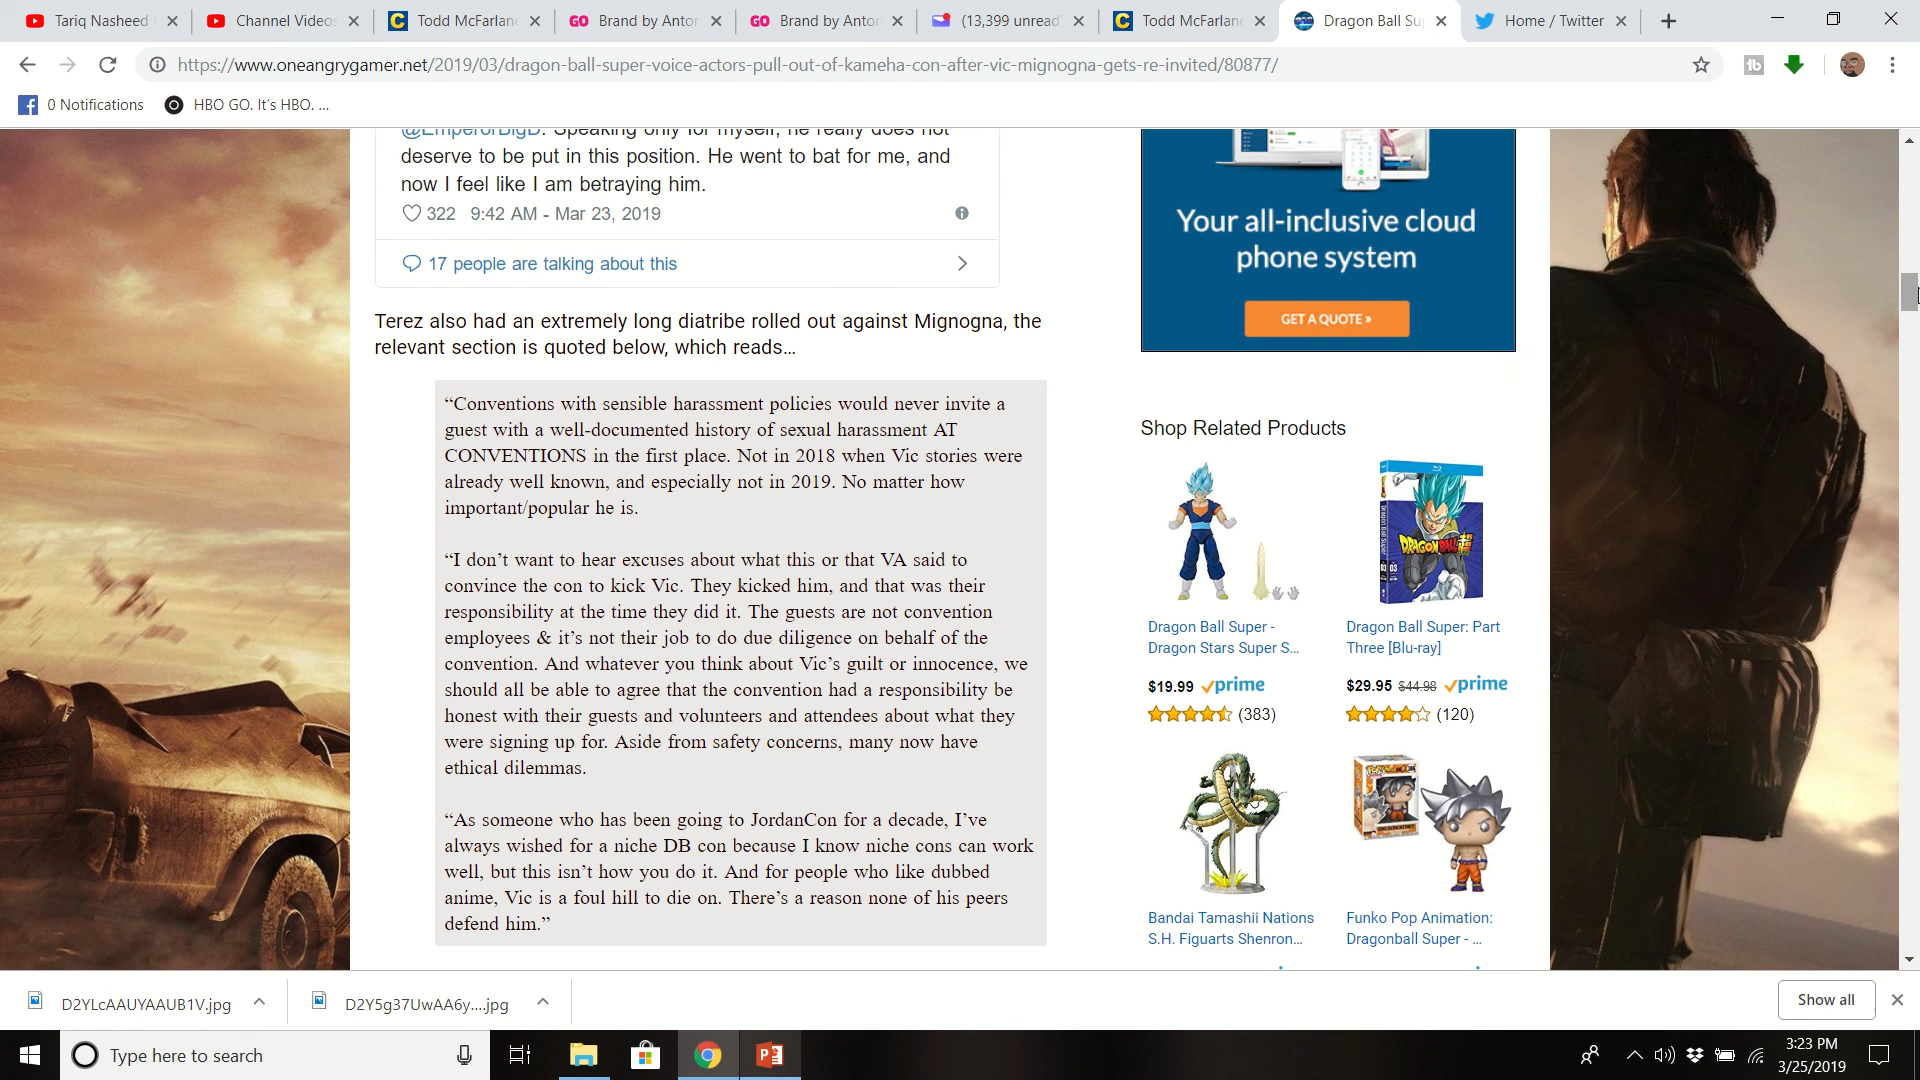 Tariq Nasheed
Channel Videos
Todd McFarlane
Brand by Anton
Brand by Anton
(13,399 unread
Todd McFarlane
Dragon Ball Su
Home / Twitter
https://www.oneangrygamer.net/2019/03/dragon-ball-super-voice-actors-pull-out-of-kameha-con-after-vic-mignogna-gets-re-invited/80877/
0 Notifications
HBO GO. It's HBO. ...
@EmperorBigD. Speaking only for myself, he really does not
deserve to be put in this position. He went to bat for me, and
now I feel like I am betraying him.
322 9:42 AM - Mar 23, 2019
17 people are talking about this
Terez also had an extremely long diatribe rolled out against Mignogna, the
relevant section is quoted below, which reads…
“Conventions with sensible harassment policies would never invite a
guest with a well-documented history of sexual harassment AT
CONVENTIONS in the first place. Not in 2018 when Vic stories were
already well known, and especially not in 2019. No matter how
important/popular he is.
“I don’t want to hear excuses about what this or that VA said to
convince the con to kick Vic. They kicked him, and that was their
responsibility at the time they did it. The guests are not convention
employees & it’s not their job to do due diligence on behalf of the
convention. And whatever you think about Vic’s guilt or innocence, we
should all be able to agree that the convention had a responsibility be
honest with their guests and volunteers and attendees about what they
were signing up for. Aside from safety concerns, many now have
ethical dilemmas.
“As someone who has been going to JordanCon for a decade, I’ve
always wished for a niche DB con because I know niche cons can work
well, but this isn’t how you do it. And for people who like dubbed
anime, Vic is a foul hill to die on. There’s a reason none of his peers
defend him.”
Your all-inclusive cloud
phone system
GET A QUOTE »
Shop Related Products
DRAGONBALL超
Dragon Ball Super -
Dragon Stars Super S...
$19.99 prime
(383)
Dragon Ball Super: Part
Three [Blu-ray]
$29.95 $44.98 prime
(120)
Bandai Tamashii Nations
S.H. Figuarts Shenron...
Funko Pop Animation:
Dragonball Super - ...
D2YLcAAUYAAUB1V.jpg
D2Y5g37UwAA6y....jpg
Show all
Type here to search
3:23 PM
3/25/2019